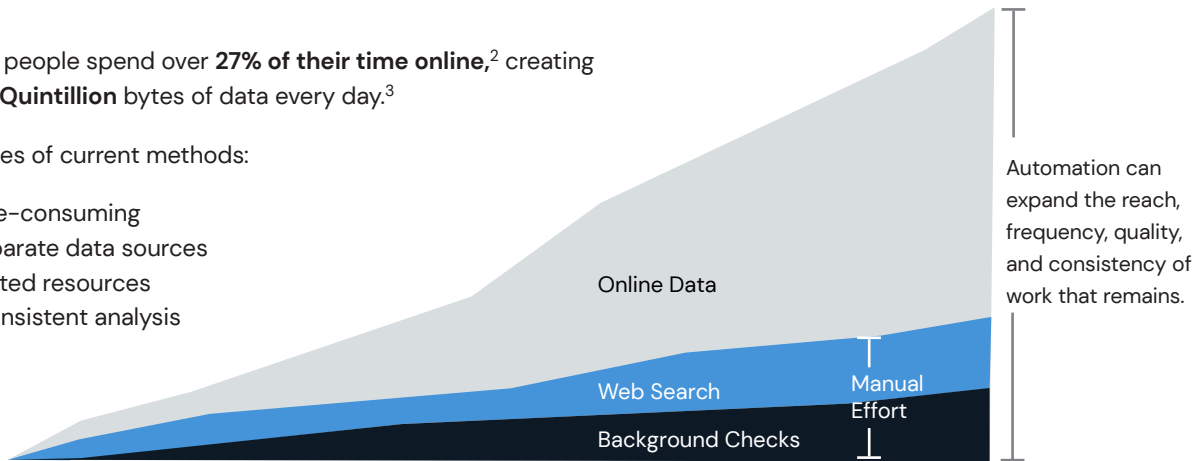 people spend over 27% of their time online,² creating
Quintillion bytes of data every day.³
es of current methods:
e-consuming
parate data sources
ted resources
nsistent analysis
Automation can
expand the reach,
frequency, quality,
and consistency of
work that remains.
Online Data
Web Search
Manual
Effort
Background Checks